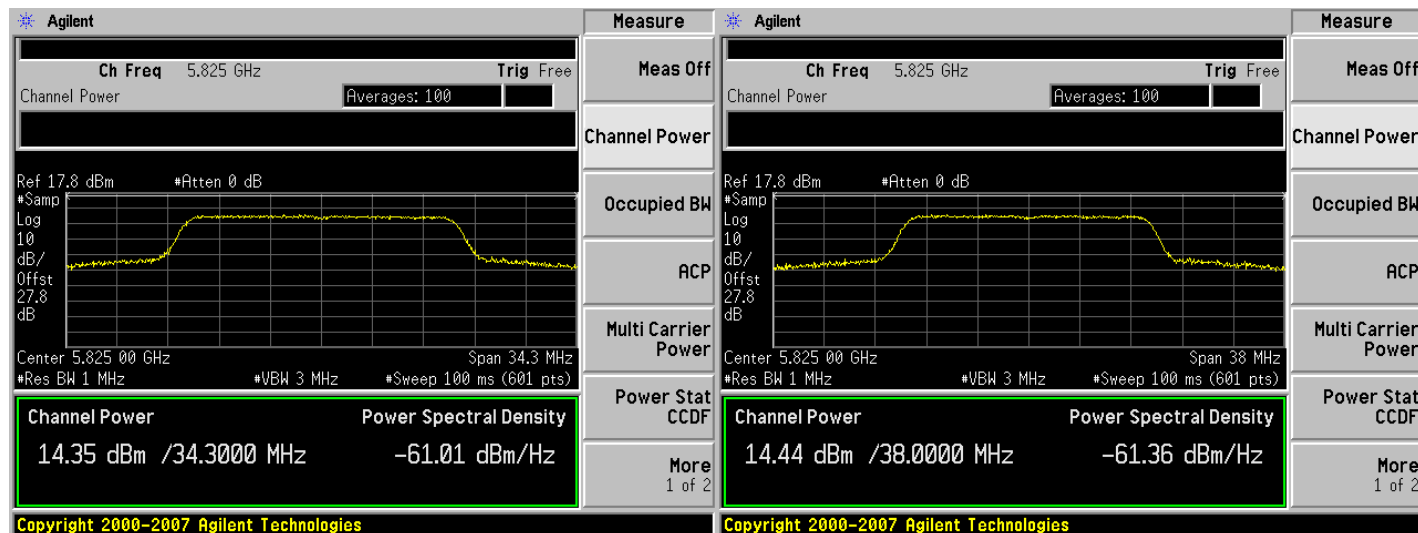 Agilent
Measure
Ch Freq 5.825 GHz Trig Free
Channel Power Averages: 100
Ref 17.8 dBm #Atten 0 dB
#Samp
Log
10
dB/
Offst
27.8
dB
Center 5.825 00 GHz Span 34.3 MHz
#Res BW 1 MHz #VBW 3 MHz #Sweep 100 ms (601 pts)
Channel Power Power Spectral Density
14.35 dBm /34.3000 MHz -61.01 dBm/Hz
Copyright 2000-2007 Agilent Technologies
Meas Off
Channel Power
Occupied BW
ACP
Multi Carrier
Power
Power Stat
CCDF
More
1 of 2
Agilent
Measure
Ch Freq 5.825 GHz Trig Free
Channel Power Averages: 100
Ref 17.8 dBm #Atten 0 dB
#Samp
Log
10
dB/
Offst
27.8
dB
Center 5.825 00 GHz Span 38 MHz
#Res BW 1 MHz #VBW 3 MHz #Sweep 100 ms (601 pts)
Channel Power Power Spectral Density
14.44 dBm /38.0000 MHz -61.36 dBm/Hz
Copyright 2000-2007 Agilent Technologies
Meas Off
Channel Power
Occupied BW
ACP
Multi Carrier
Power
Power Stat
CCDF
More
1 of 2